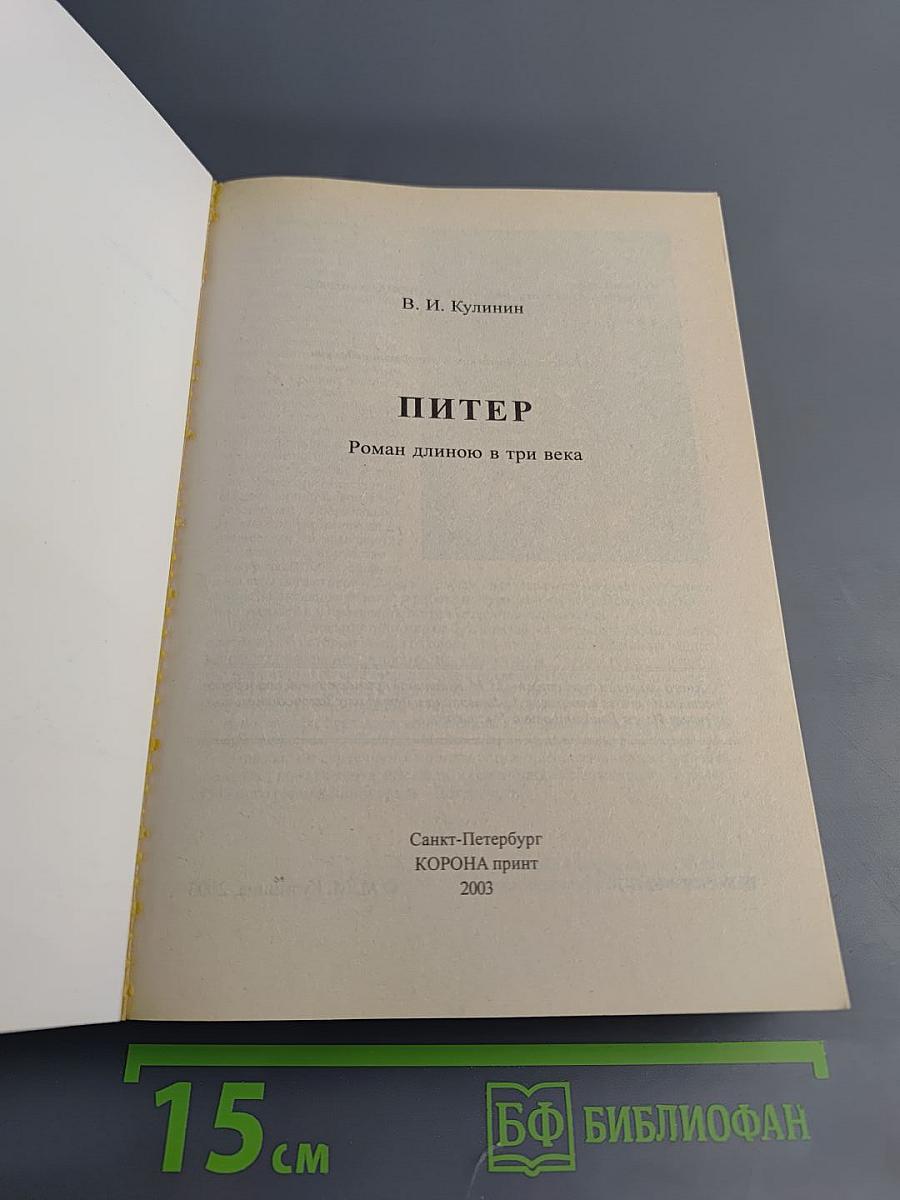 В. И. Кулинин
ПИТЕР
Роман длиною в три века
Санкт-Петербург
КОРОНА принт
2003
15 см
БФ БИБЛИОФАН